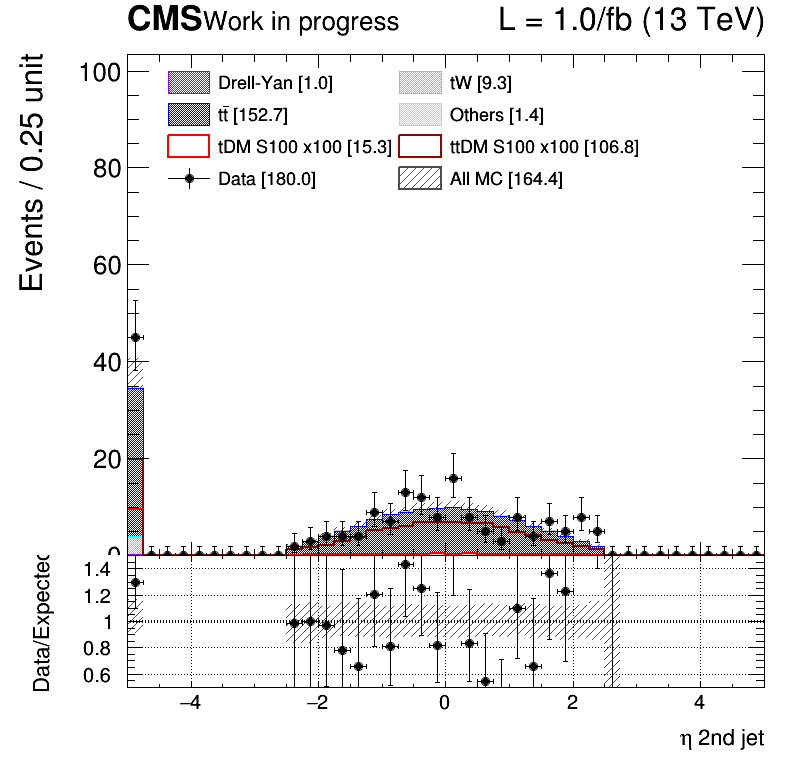 CMS Work in progress L = 1.0/fb (13 TeV)
Events / 0.25 unit
100
80
60
40
20
0
Drell-Yan [1.0] tW [9.3]
tt̄ [152.7] Others [1.4]
tDM S100 x100 [15.3] ttDM S100 x100 [106.8]
Data [180.0] All MC [164.4]
Data/Expected
1.4
1.2
1
0.8
0.6
−4 −2 0 2 4
η 2nd jet